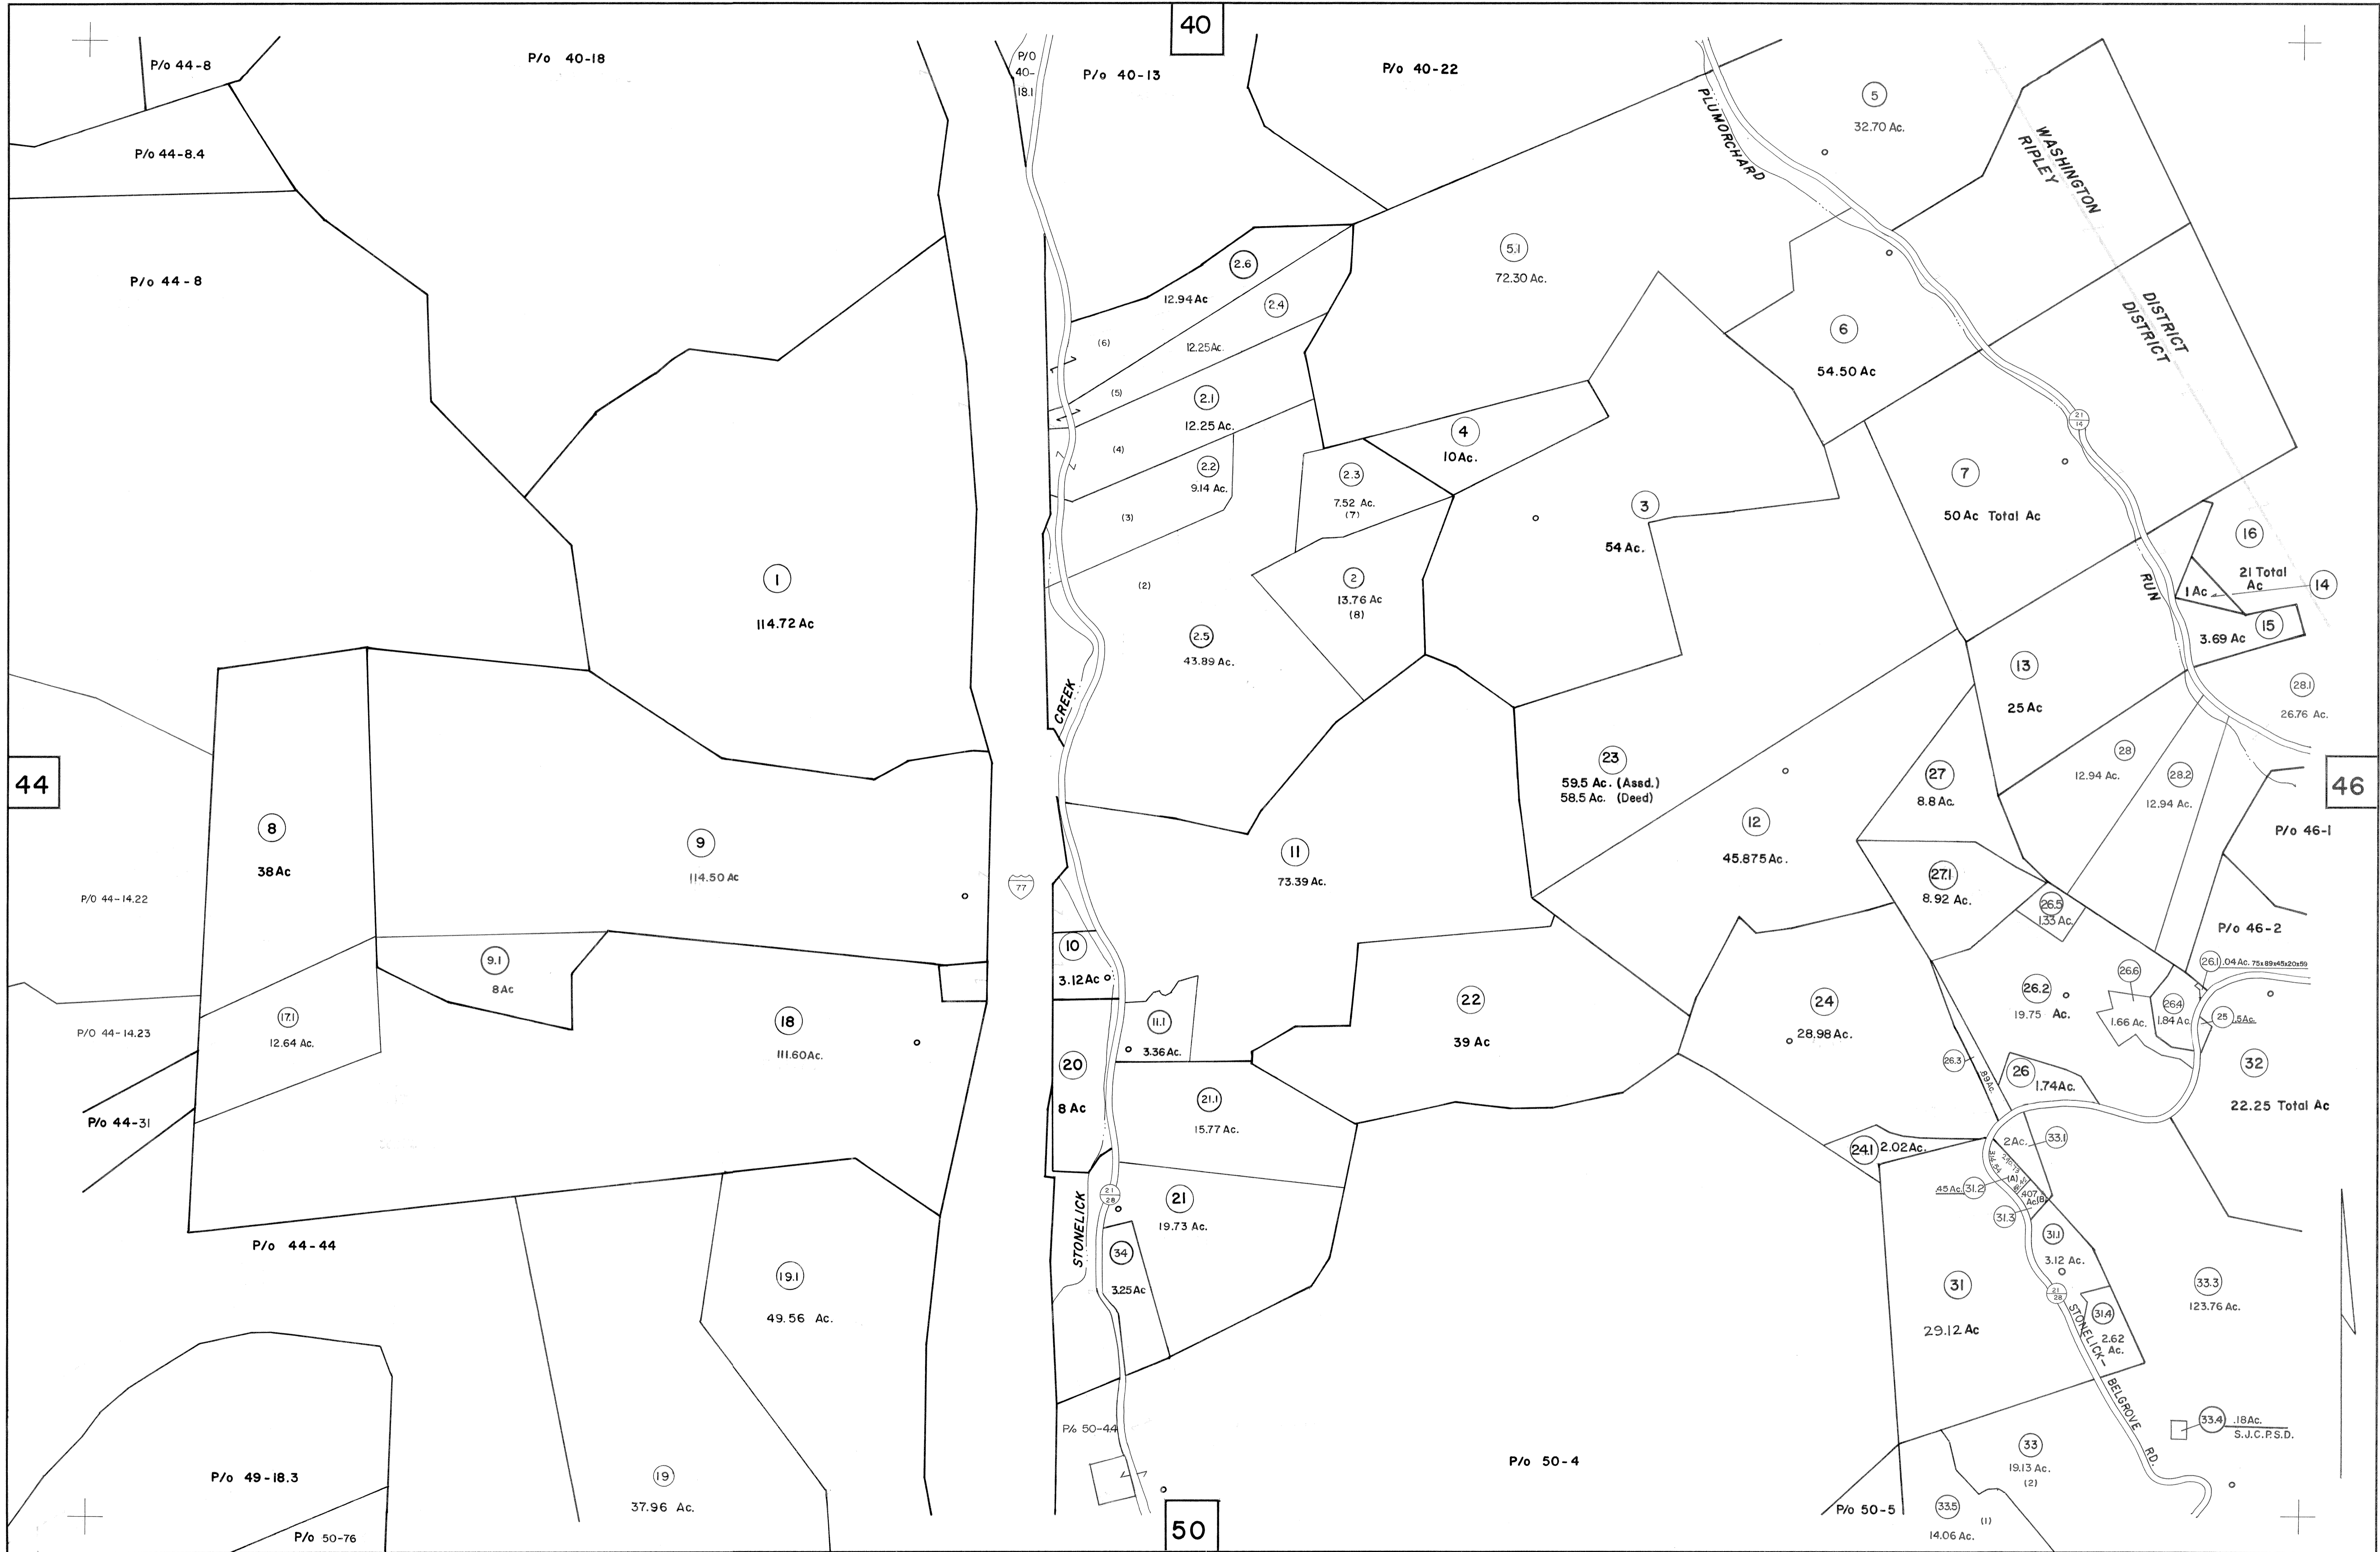 40
P/o 44-8
P/o 40-18
P/O
40-
18.1
P/o 40-13
P/o 40-22
5
32.70 Ac.
PLUMORCHARD
WASHINGTON
RIPLEY
P/o 44-8.4
P/o 44-8
2.6
12.94 Ac
2.4
12.25 Ac.
5.1
72.30 Ac.
DISTRICT
DISTRICT
(6)
(5)
2.1
12.25 Ac.
6
54.50 Ac
(4)
2.2
9.14 Ac.
4
10 Ac.
21
14
2.3
7.52 Ac.
(7)
7
50 Ac Total Ac
(3)
3
54 Ac.
16
21 Total
Ac
14
1 Ac
RUN
1
114.72 Ac
(2)
2
13.76 Ac
(8)
2.5
43.89 Ac.
15
3.69 Ac
13
25 Ac
28.1
26.76 Ac.
CREEK
44
23
59.5 Ac. (Assd.)
58.5 Ac. (Deed)
28
12.94 Ac.
28.2
12.94 Ac.
27
8.8 Ac.
46
8
38 Ac
9
114.50 Ac
77
11
73.39 Ac.
12
45.875 Ac.
P/o 46-1
P/O 44-14.22
27.1
8.92 Ac.
26.5
1.33 Ac.
P/o 46-2
10
3.12 Ac
9.1
8 Ac
26.1
.04 Ac. 75x89x45x20x59
26.6
1.66 Ac.
26.4
1.84 Ac.
25
.5 Ac.
26.2
19.75 Ac.
P/O 44-14.23
17.1
12.64 Ac.
18
111.60 Ac.
11.1
3.36 Ac.
22
39 Ac
24
28.98 Ac.
26.3
.89 Ac.
26
1.74 Ac.
32
22.25 Total Ac
20
8 Ac
21.1
15.77 Ac.
P/o 44-31
24.1
2.02 Ac.
2 Ac.
33.1
314.54
(A)
.45 Ac.
31.2
.407
Ac.
(B)
31.3
STONELICK
21
28
21
19.73 Ac.
P/o 44-44
19.1
49.56 Ac.
34
3.25 Ac
31.1
3.12 Ac.
31
29.12 Ac
21
28
33.3
123.76 Ac.
31.4
2.62
Ac.
STONELICK-
BELGROVE
RD.
33.4
.18 Ac.
S.J.C.P.S.D.
P/o 50-4.4
P/o 49-18.3
19
37.96 Ac.
P/o 50-4
33
19.13 Ac.
(2)
P/o 50-76
50
P/o 50-5
33.5
(1)
14.06 Ac.